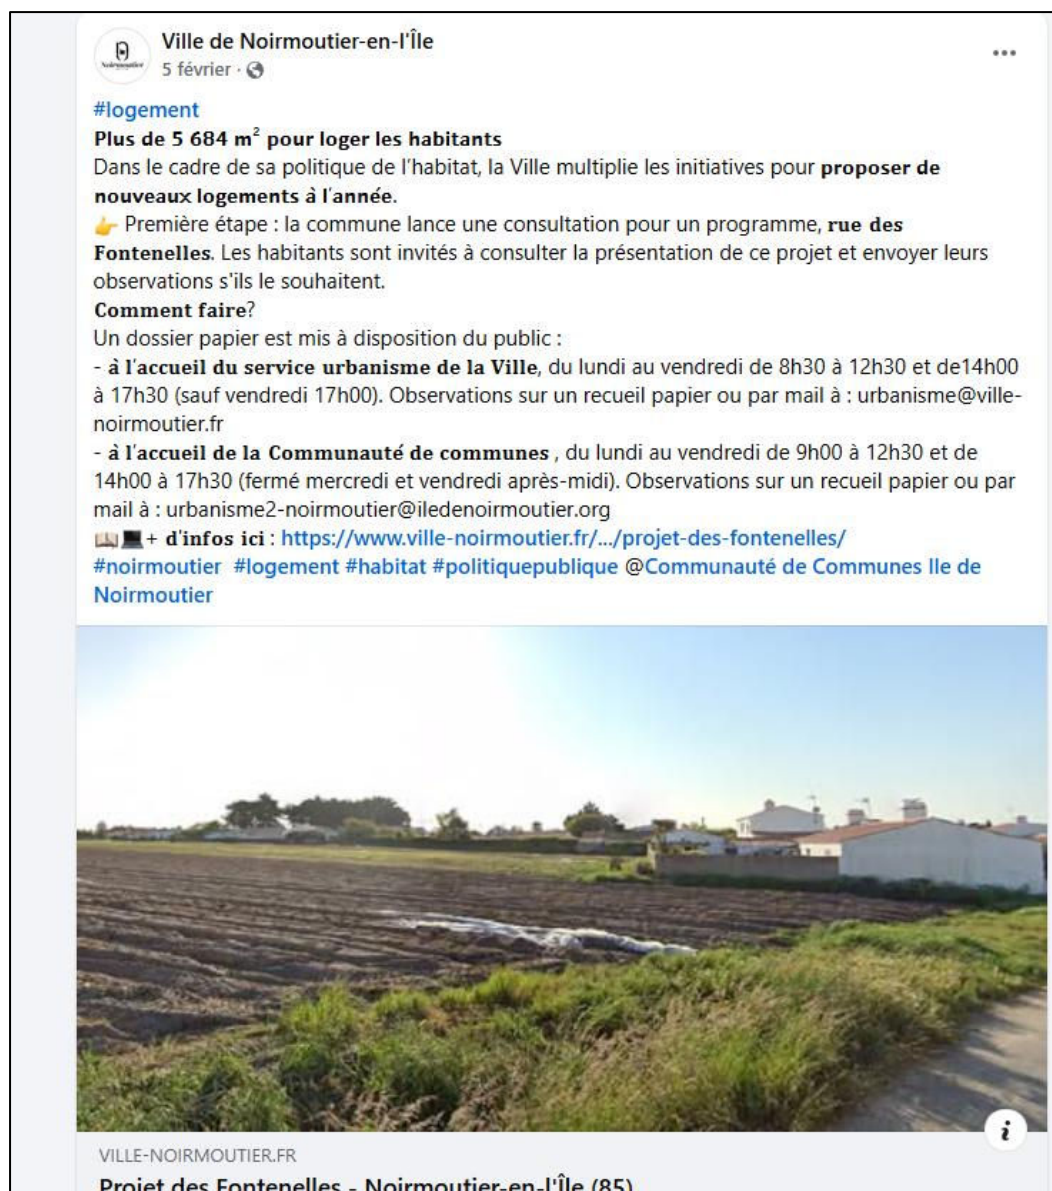 Ville de Noirmoutier-en-l'Île
5 février ·
#logement
Plus de 5 684 m² pour loger les habitants
Dans le cadre de sa politique de l'habitat, la Ville multiplie les initiatives pour proposer de
nouveaux logements à l'année.
👉 Première étape : la commune lance une consultation pour un programme, rue des
Fontenelles. Les habitants sont invités à consulter la présentation de ce projet et envoyer leurs
observations s'ils le souhaitent.
Comment faire?
Un dossier papier est mis à disposition du public :
- à l'accueil du service urbanisme de la Ville, du lundi au vendredi de 8h30 à 12h30 et de14h00
à 17h30 (sauf vendredi 17h00). Observations sur un recueil papier ou par mail à : urbanisme@ville-
noirmoutier.fr
- à l'accueil de la Communauté de communes , du lundi au vendredi de 9h00 à 12h30 et de
14h00 à 17h30 (fermé mercredi et vendredi après-midi). Observations sur un recueil papier ou par
mail à : urbanisme2-noirmoutier@iledenoirmoutier.org
📖💻+ d'infos ici : https://www.ville-noirmoutier.fr/.../projet-des-fontenelles/
#noirmoutier #logement #habitat #politiquepublique @Communauté de Communes Ile de
Noirmoutier
VILLE-NOIRMOUTIER.FR
Projet des Fontenelles - Noirmoutier-en-l'Île (85)